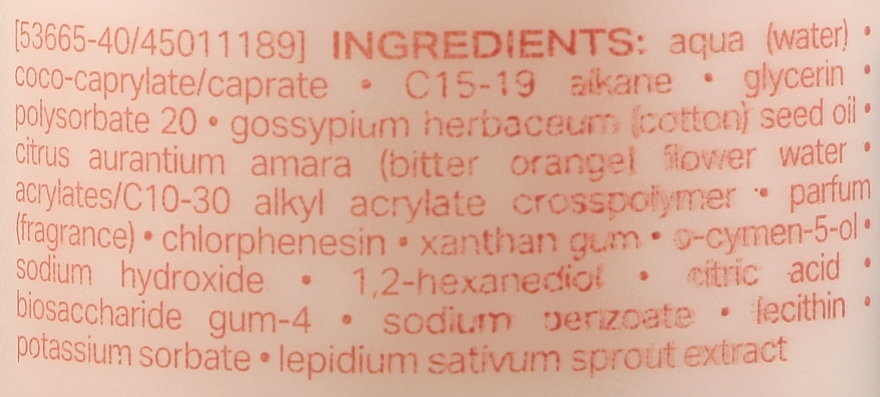 [53665-40/45011189] INGREDIENTS: aqua (water) •
coco-caprylate/caprate • C15-19 alkane • glycerin •
polysorbate 20 • gossypium herbaceum (cotton) seed oil •
citrus aurantium amara (bitter orange) flower water •
acrylates/C10-30 alkyl acrylate crosspolymer • parfum
(fragrance) • chlorphenesin • xanthan gum • o-cymen-5-ol •
sodium hydroxide • 1,2-hexanediol • citric acid •
biosaccharide gum-4 • sodium benzoate • lecithin •
potassium sorbate • lepidium sativum sprout extract